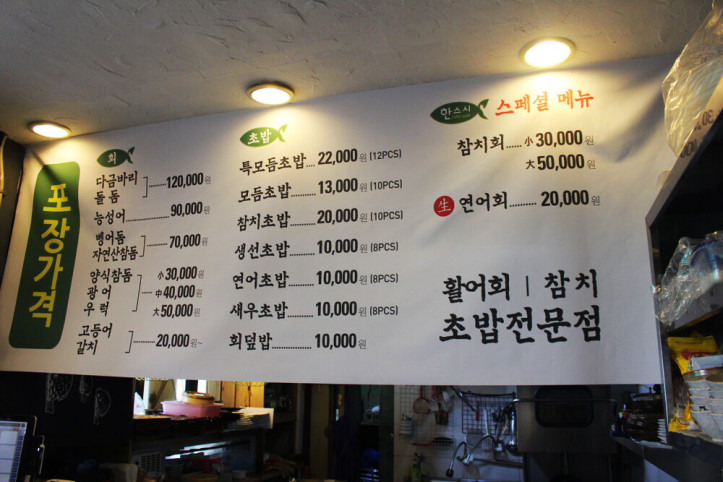 포장가격
회
다금바리
돌 돔 120,000원
능성어 90,000원
뱅어돔
자연산참돔 70,000원
양식참돔 小 30,000원
광 어 中 40,000원
우 럭 大 50,000원
고등어
갈치 20,000원~
초밥
특모듬초밥 22,000원 (12PCS)
모듬초밥 13,000원 (10PCS)
참치초밥 20,000원 (10PCS)
생선초밥 10,000원 (8PCS)
연어초밥 10,000원 (8PCS)
새우초밥 10,000원 (8PCS)
회덮밥 10,000원
한스시 스페셜 메뉴
참치회 小 30,000원
大 50,000원
生 연어회 20,000원
활어회 | 참치
초밥전문점